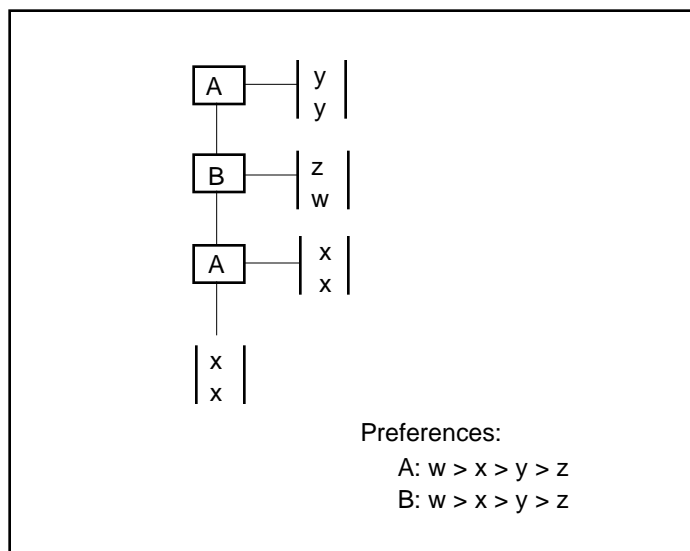 A
y
y
B
z
w
A
x
x
x
x
Preferences:
A: w > x > y > z
B: w > x > y > z